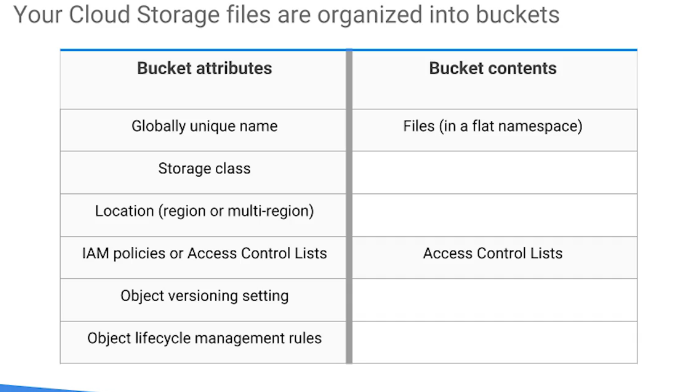 Your Cloud Storage files are organized into buckets
Bucket attributes
Bucket contents
Globally unique name
Files (in a flat namespace)
Storage class
Location (region or multi-region)
IAM policies or Access Control Lists
Access Control Lists
Object versioning setting
Object lifecycle management rules